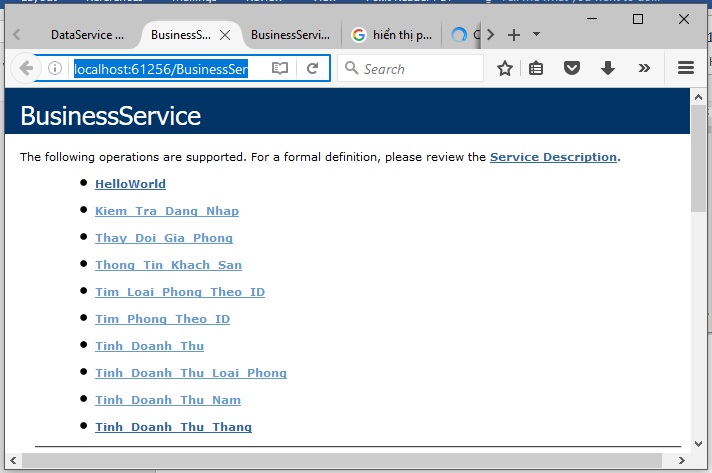 DataService ...
BusinessS...
BusinessServi...
hiển thị p...
localhost:61256/BusinessSer
Search
BusinessService
The following operations are supported. For a formal definition, please review the Service Description.
HelloWorld
Kiem_Tra_Dang_Nhap
Thay_Doi_Gia_Phong
Thong_Tin_Khach_San
Tim_Loai_Phong_Theo_ID
Tim_Phong_Theo_ID
Tinh_Doanh_Thu
Tinh_Doanh_Thu_Loai_Phong
Tinh_Doanh_Thu_Nam
Tinh_Doanh_Thu_Thang